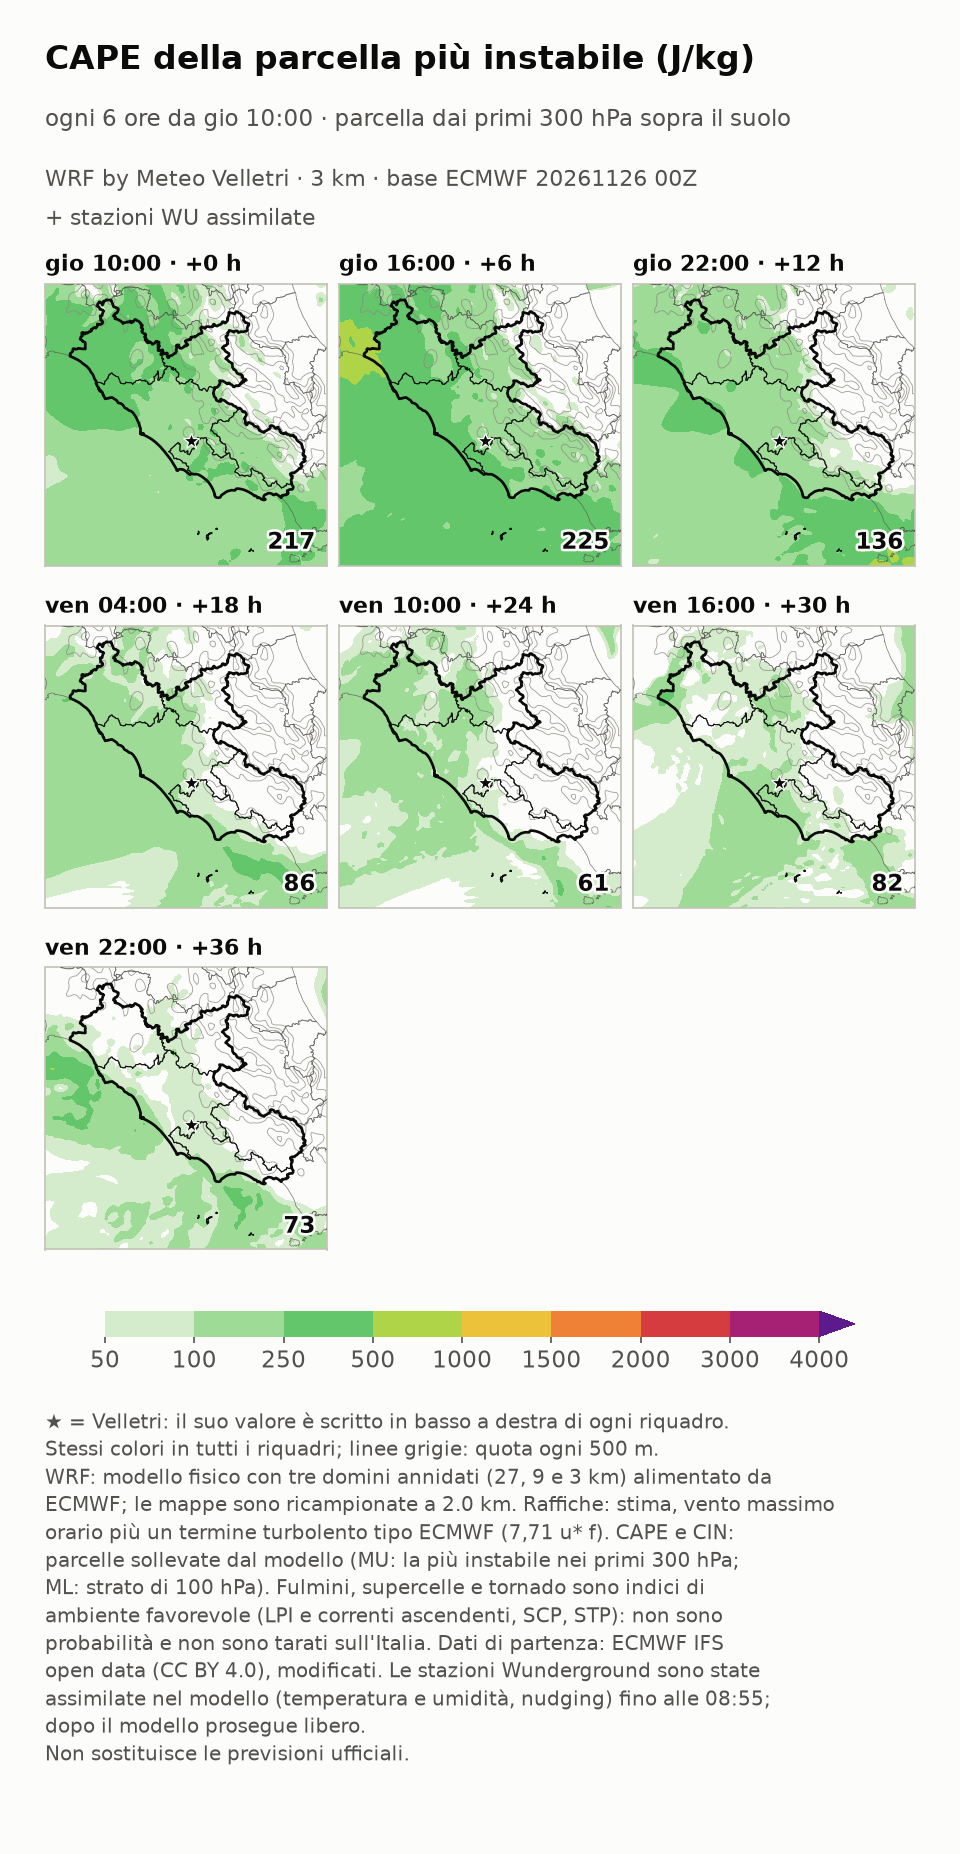 CAPE della parcella più instabile (J/kg)
ogni 6 ore da gio 10:00 · parcella dai primi 300 hPa sopra il suolo
WRF by Meteo Velletri · 3 km · base ECMWF 20261126 00Z
+ stazioni WU assimilate
gio 10:00 · +0 h
gio 16:00 · +6 h
gio 22:00 · +12 h
217
225
136
ven 04:00 · +18 h
ven 10:00 · +24 h
ven 16:00 · +30 h
86
61
82
ven 22:00 · +36 h
73
50 100 250 500 1000 1500 2000 3000 4000
★ = Velletri: il suo valore è scritto in basso a destra di ogni riquadro.
Stessi colori in tutti i riquadri; linee grigie: quota ogni 500 m.
WRF: modello fisico con tre domini annidati (27, 9 e 3 km) alimentato da
ECMWF; le mappe sono ricampionate a 2.0 km. Raffiche: stima, vento massimo
orario più un termine turbolento tipo ECMWF (7,71 u* f). CAPE e CIN:
parcelle sollevate dal modello (MU: la più instabile nei primi 300 hPa;
ML: strato di 100 hPa). Fulmini, supercelle e tornado sono indici di
ambiente favorevole (LPI e correnti ascendenti, SCP, STP): non sono
probabilità e non sono tarati sull'Italia. Dati di partenza: ECMWF IFS
open data (CC BY 4.0), modificati. Le stazioni Wunderground sono state
assimilate nel modello (temperatura e umidità, nudging) fino alle 08:55;
dopo il modello prosegue libero.
Non sostituisce le previsioni ufficiali.